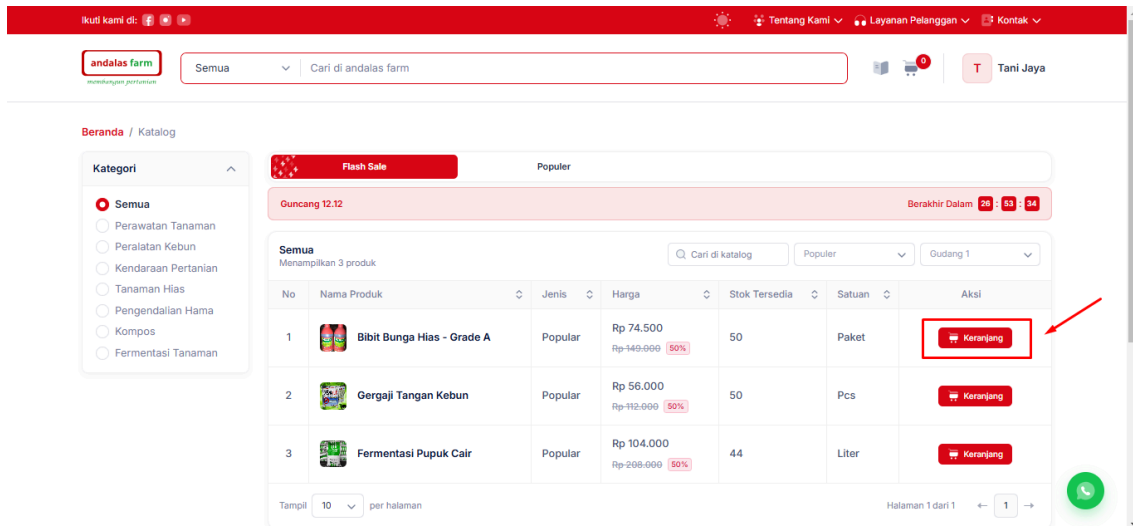 Ikuti kami di:
Tentang Kami
Layanan Pelanggan
Kontak
andalas farm
membangun pertanian
Semua
Cari di andalas farm
0
T
Tani Jaya
Beranda / Katalog
Kategori
Semua
Perawatan Tanaman
Peralatan Kebun
Kendaraan Pertanian
Tanaman Hias
Pengendalian Hama
Kompos
Fermentasi Tanaman
Flash Sale
Populer
Guncang 12.12
Berakhir Dalam 26 : 53 : 34
Semua
Menampilkan 3 produk
Cari di katalog
Populer
Gudang 1
No Nama Produk Jenis Harga Stok Tersedia Satuan Aksi
1 Bibit Bunga Hias - Grade A Popular Rp 74.500 50 Paket Keranjang
Rp 149.000 50%
2 Gergaji Tangan Kebun Popular Rp 56.000 50 Pcs Keranjang
Rp 112.000 50%
3 Fermentasi Pupuk Cair Popular Rp 104.000 44 Liter Keranjang
Rp 208.000 50%
Tampil 10 per halaman
Halaman 1 dari 1 ← 1 →